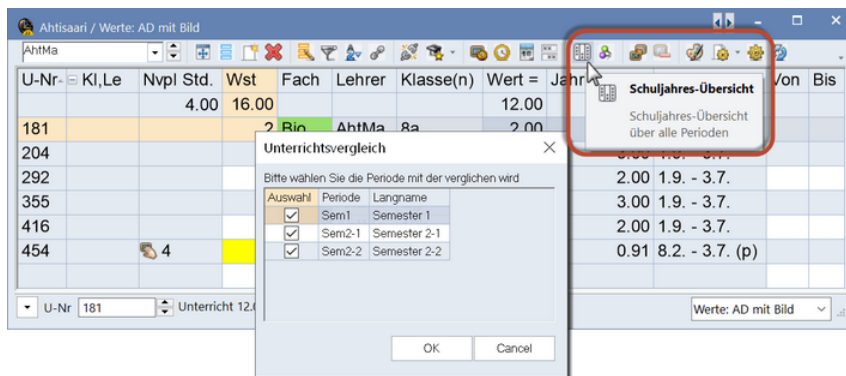 Ahtisaari / Werte: AD mit Bild
AhtMa
U-Nr Kl,Le Nvpl Std. Wst Fach Lehrer Klasse(n) Wert = Jahr Von Bis
4.00 16.00 12.00
Schuljahres-Übersicht
Schuljahres-Übersicht
über alle Perioden
181 2 Bio AhtMa 8a 2.00
204
292 2.00 1.9. - 3.7.
355 3.00 1.9. - 3.7.
416 2.00 1.9. - 3.7.
454 4 0.91 8.2. - 3.7. (p)
Unterrichtsvergleich
Bitte wählen Sie die Periode mit der verglichen wird
Auswahl Periode Langname
Sem1 Semester 1
Sem2-1 Semester 2-1
Sem2-2 Semester 2-2
OK Cancel
U-Nr 181 Unterricht 12.0 Werte: AD mit Bild